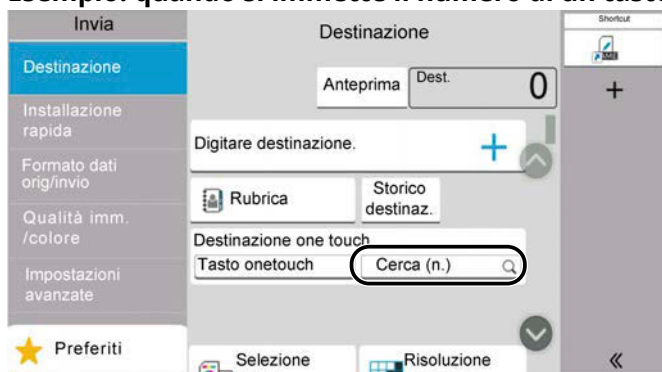 Esempio: quando si immette il numero di un tasto
Invia
Destinazione
Shortcut
Destinazione
Anteprima
Dest.
0
Installazione
rapida
Digitare destinazione.
Formato dati
orig/invio
Rubrica
Storico
destinaz.
Qualità imm.
/colore
Destinazione one touch
Tasto onetouch
Cerca (n.)
Impostazioni
avanzate
Preferiti
Selezione
Risoluzione